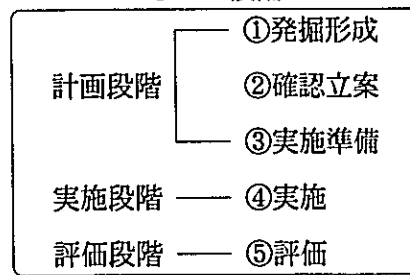 ①発掘形成
計画段階 ②確認立案
③実施準備
実施段階 ④実施
評価段階 ⑤評価